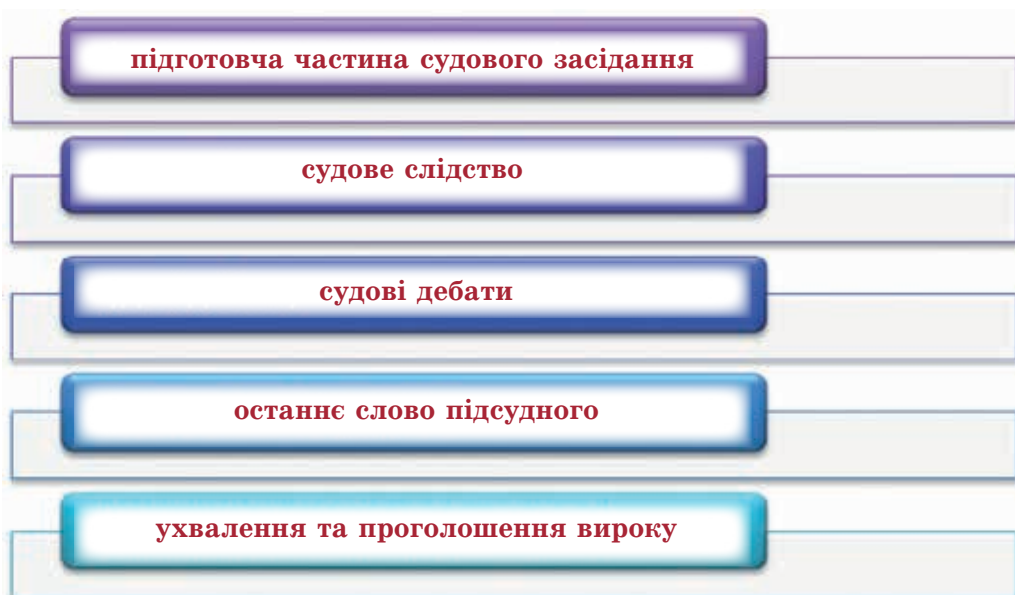 підготовча частина судового засідання
судове слідство
судові дебати
останнє слово підсудного
ухвалення та проголошення вироку